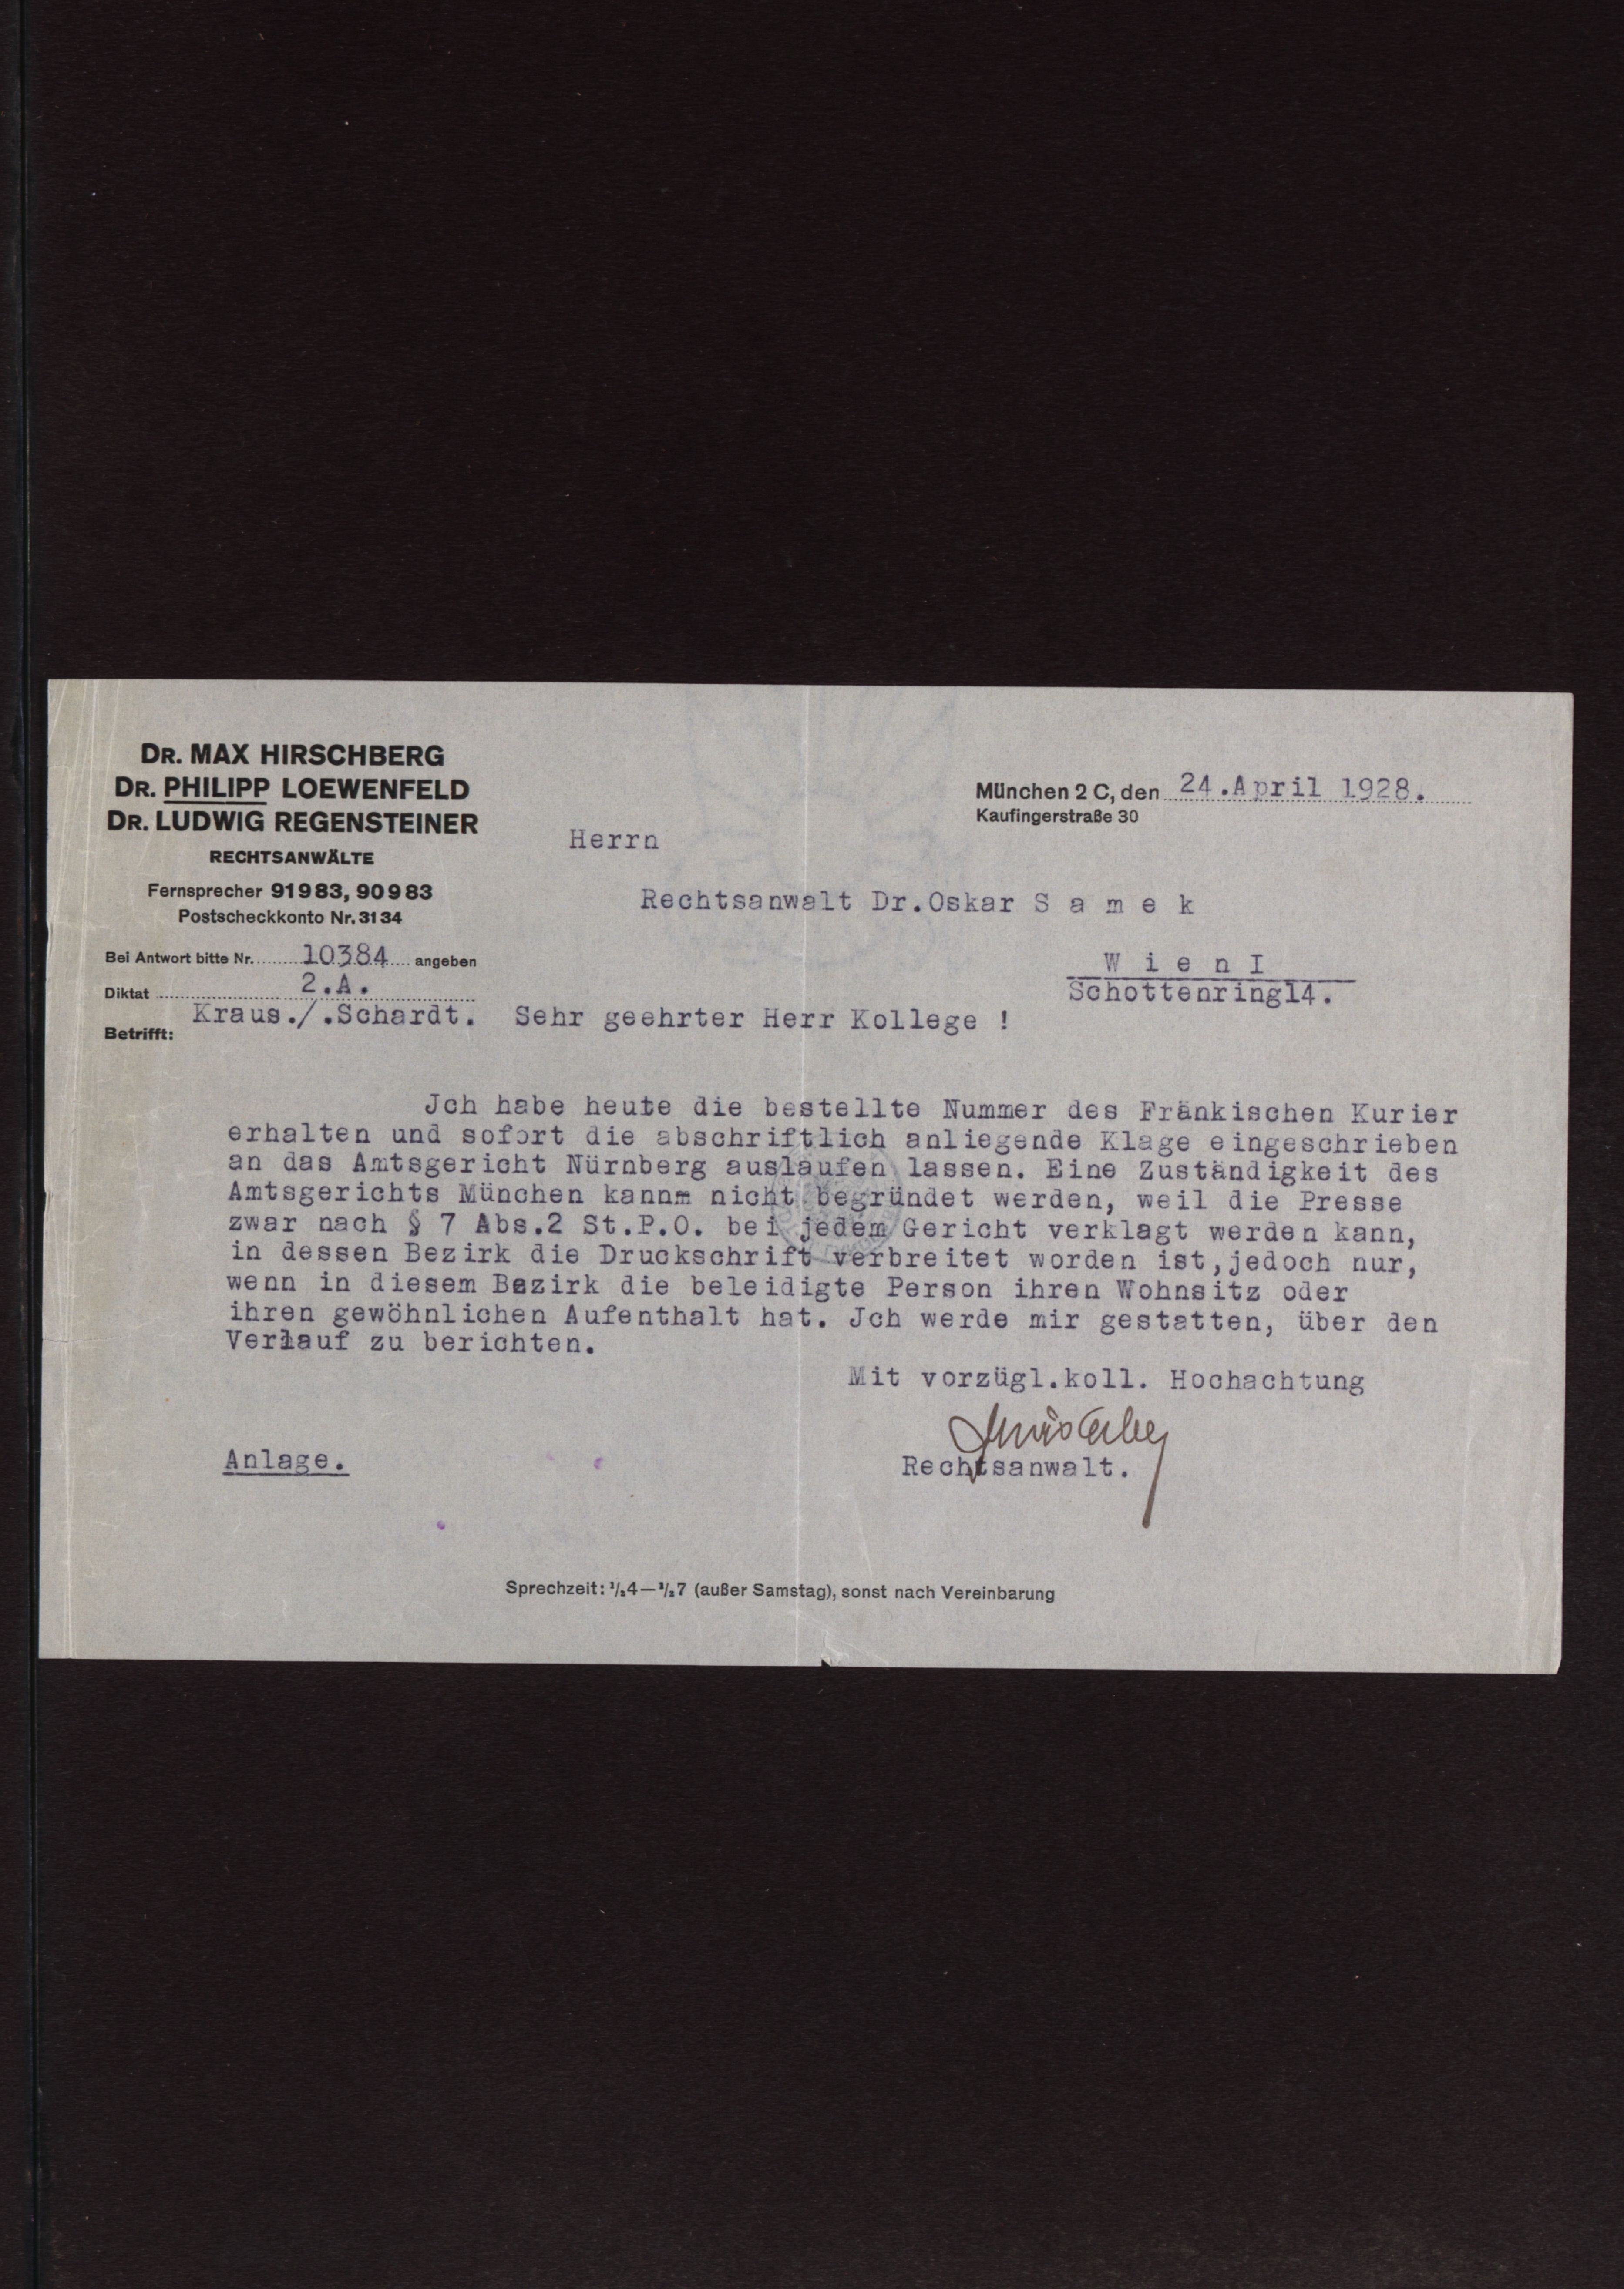 DR. MAX HIRSCHBERG
DR. PHILIPP LOEWENFELD
DR. LUDWIG REGENSTEINER
RECHTSANWÄLTE
Fernsprecher 91983, 90983
Postscheckkonto Nr. 3134
Bei Antwort bitte Nr. 10384 angeben
Diktat 2.A.
Betrifft: Kraus./.Schardt.
München 2 C, den 24.April 1928.
Kaufingerstraße 30
Herrn
Rechtsanwalt Dr.Oskar S a m e k
W i e n I
Schottenring14.
Sehr geehrter Herr Kollege !
Jch habe heute die bestellte Nummer des Fränkischen Kurier
erhalten und sofort die abschriftlich anliegende Klage eingeschrieben
an das Amtsgericht Nürnberg auslaufen lassen. Eine Zuständigkeit des
Amtsgerichts München kann nicht begründet werden, weil die Presse
zwar nach § 7 Abs.2 St.P.O. bei jedem Gericht verklagt werden kann,
in dessen Bezirk die Druckschrift verbreitet worden ist,jedoch nur,
wenn in diesem Bezirk die beleidigte Person ihren Wohnsitz oder
ihren gewöhnlichen Aufenthalt hat. Jch werde mir gestatten, über den
Verlauf zu berichten.
Mit vorzügl.koll. Hochachtung
Rechtsanwalt.
Anlage.
Sprechzeit: ½4—½7 (außer Samstag), sonst nach Vereinbarung